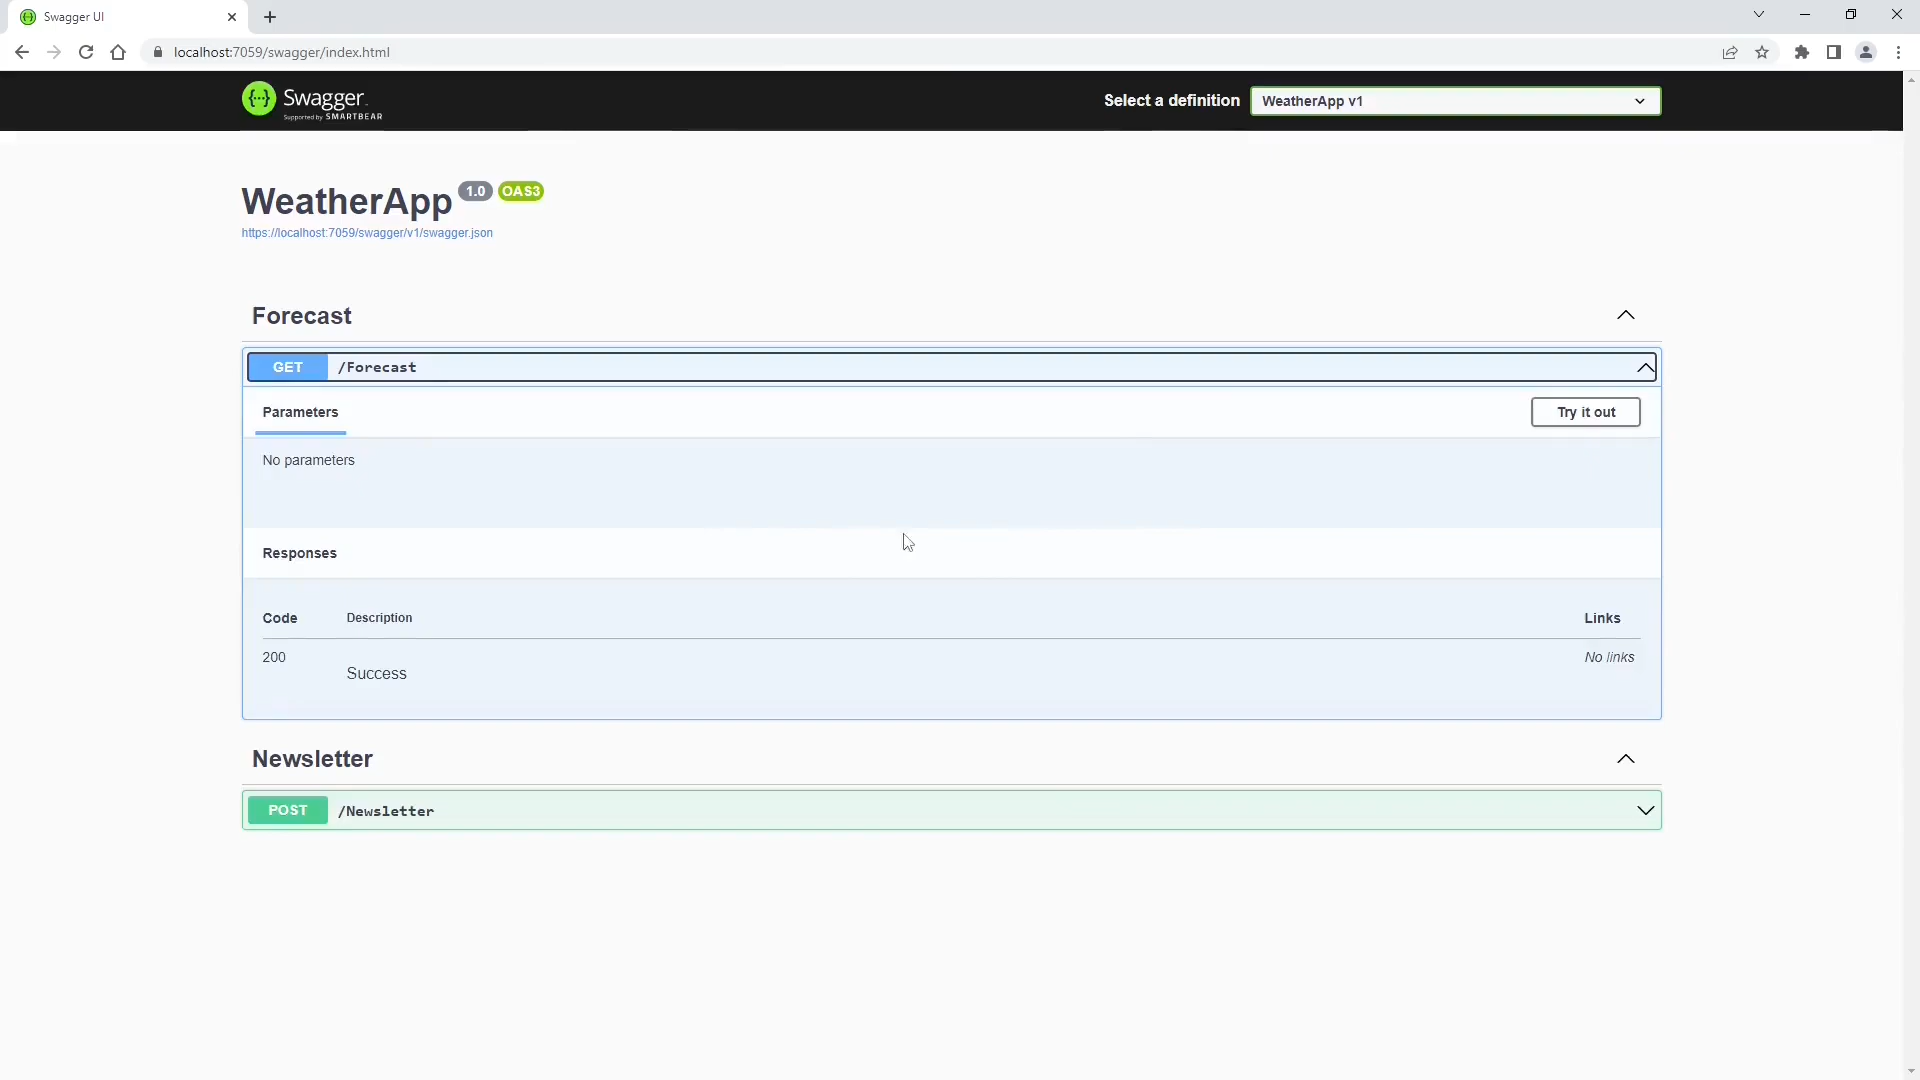 Swagger UI
localhost:7059/swagger/index.html
{···} Swagger
Supported by SMARTBEAR
Select a definition
WeatherApp v1
WeatherApp 1.0 OAS3
https://localhost:7059/swagger/v1/swagger.json
Forecast
GET /Forecast
Parameters
Try it out
No parameters
Responses
Code Description Links
200 Success No links
Newsletter
POST /Newsletter